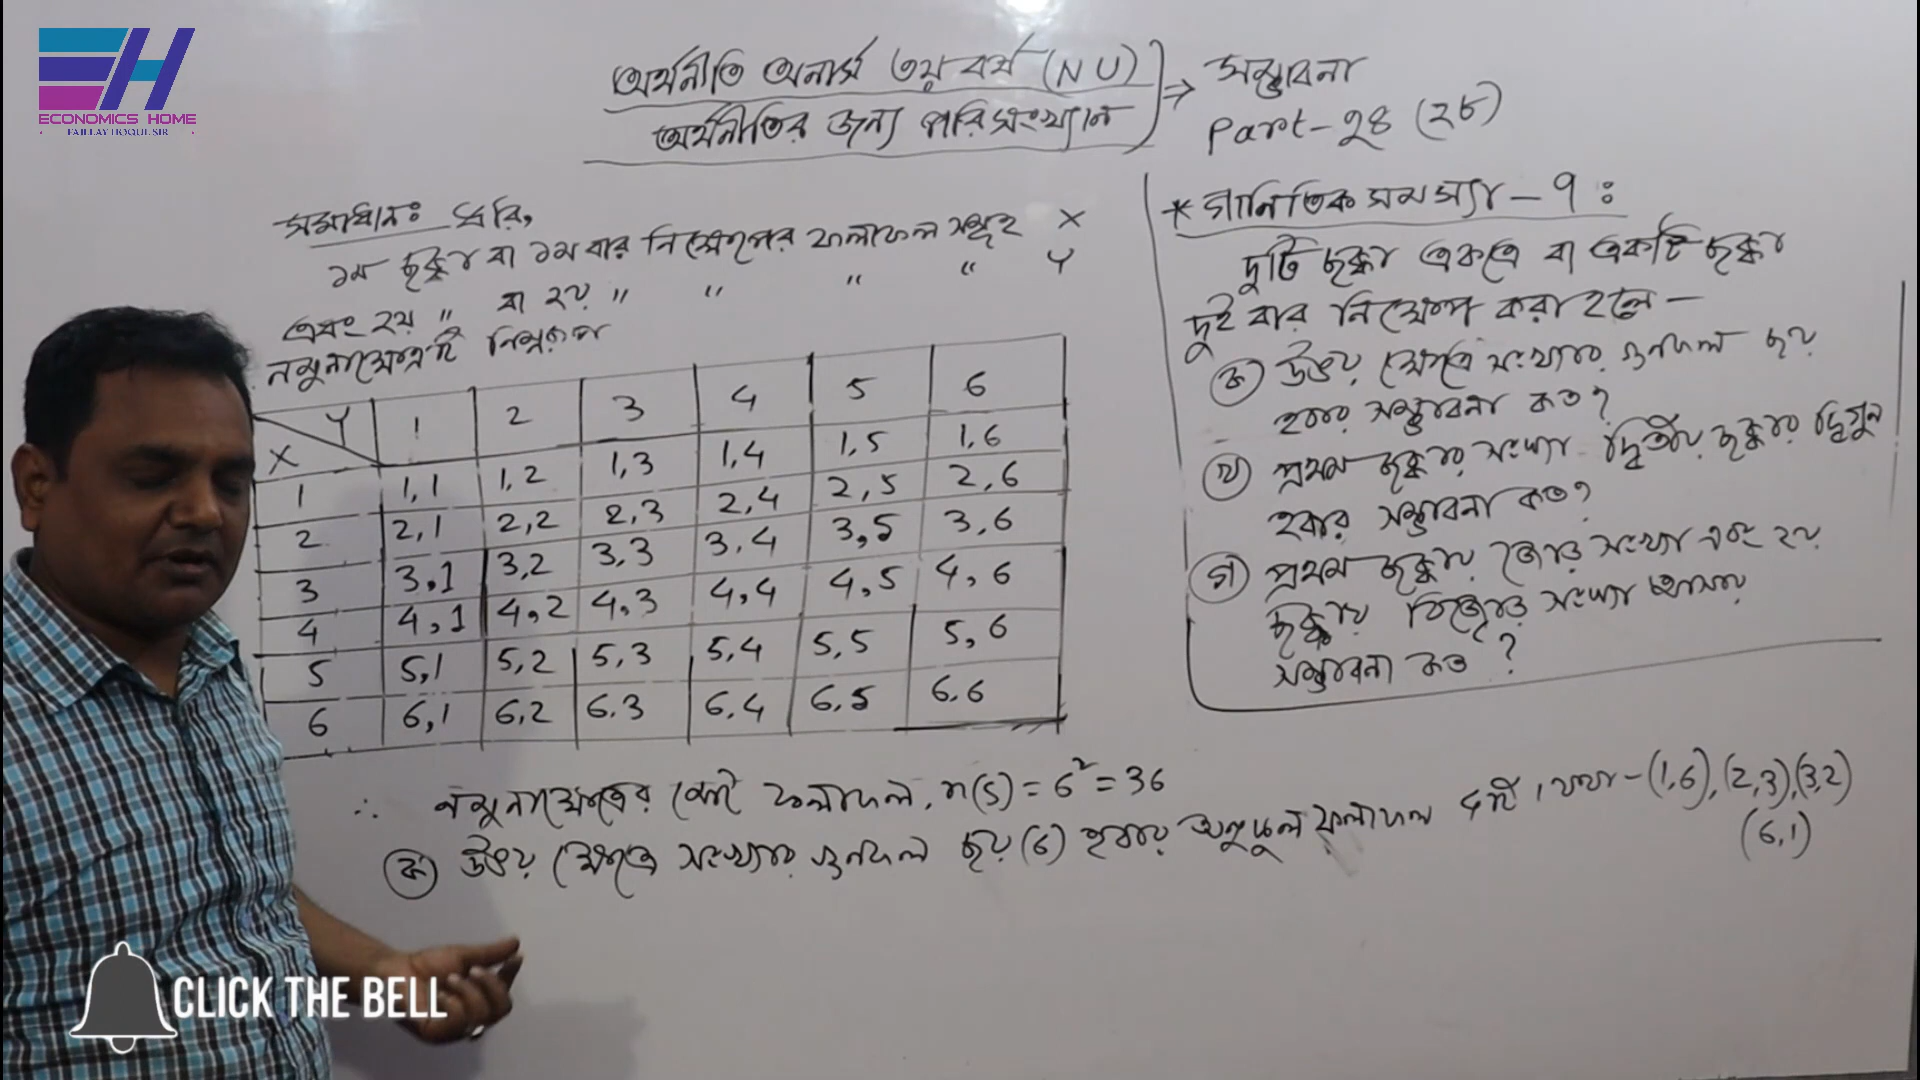 ECONOMICS HOME
FAILLAY HOQUE SIR
অর্থনীতি অনার্স ৩য় বর্ষ (NU)
অর্থনীতির জন্য পরিসংখ্যান
⇒ সম্ভাবনা
Part-28 (২৮)
সমাধানঃ ধরি,
১ম ছক্কা বা ১ম বার নিক্ষেপের ফলাফল সমূহ X
এবং ২য় " বা ২য় " " " " Y
নমুনাক্ষেত্রটি নিম্নরূপ
X Y 1 2 3 4 5 6
1 1,1 1,2 1,3 1,4 1,5 1,6
2 2,1 2,2 2,3 2,4 2,5 2,6
3 3,1 3,2 3,3 3,4 3,5 3,6
4 4,1 4,2 4,3 4,4 4,5 4,6
5 5,1 5,2 5,3 5,4 5,5 5,6
6 6,1 6,2 6,3 6,4 6,5 6,6
* গানিতিক সমস্যা - ৭ :
দুটি ছক্কা একত্রে বা একটি ছক্কা
দুই বার নিক্ষেপ করা হলে –
(ক) উভয় ক্ষেত্রে সংখ্যার গুনফল ছয়
হবার সম্ভাবনা কত?
(খ) প্রথম ছক্কার সংখ্যা দ্বিতীয় ছক্কার দ্বিগুন
হবার সম্ভাবনা কত?
(গ) প্রথম ছক্কায় জোড় সংখ্যা এবং ২য়
ছক্কায় বিজোড় সংখ্যা আসার
সম্ভাবনা কত ?
∴ নমুনাক্ষেত্রের মোট ফলাফল, n(S) = 6² = 36
(ক) উভয় ক্ষেত্রে সংখ্যার গুনফল ছয় (6) হবার অনুকূল ফলাফল ৪টি। যথা – (1,6), (2,3), (3,2)
(6,1)
CLICK THE BELL